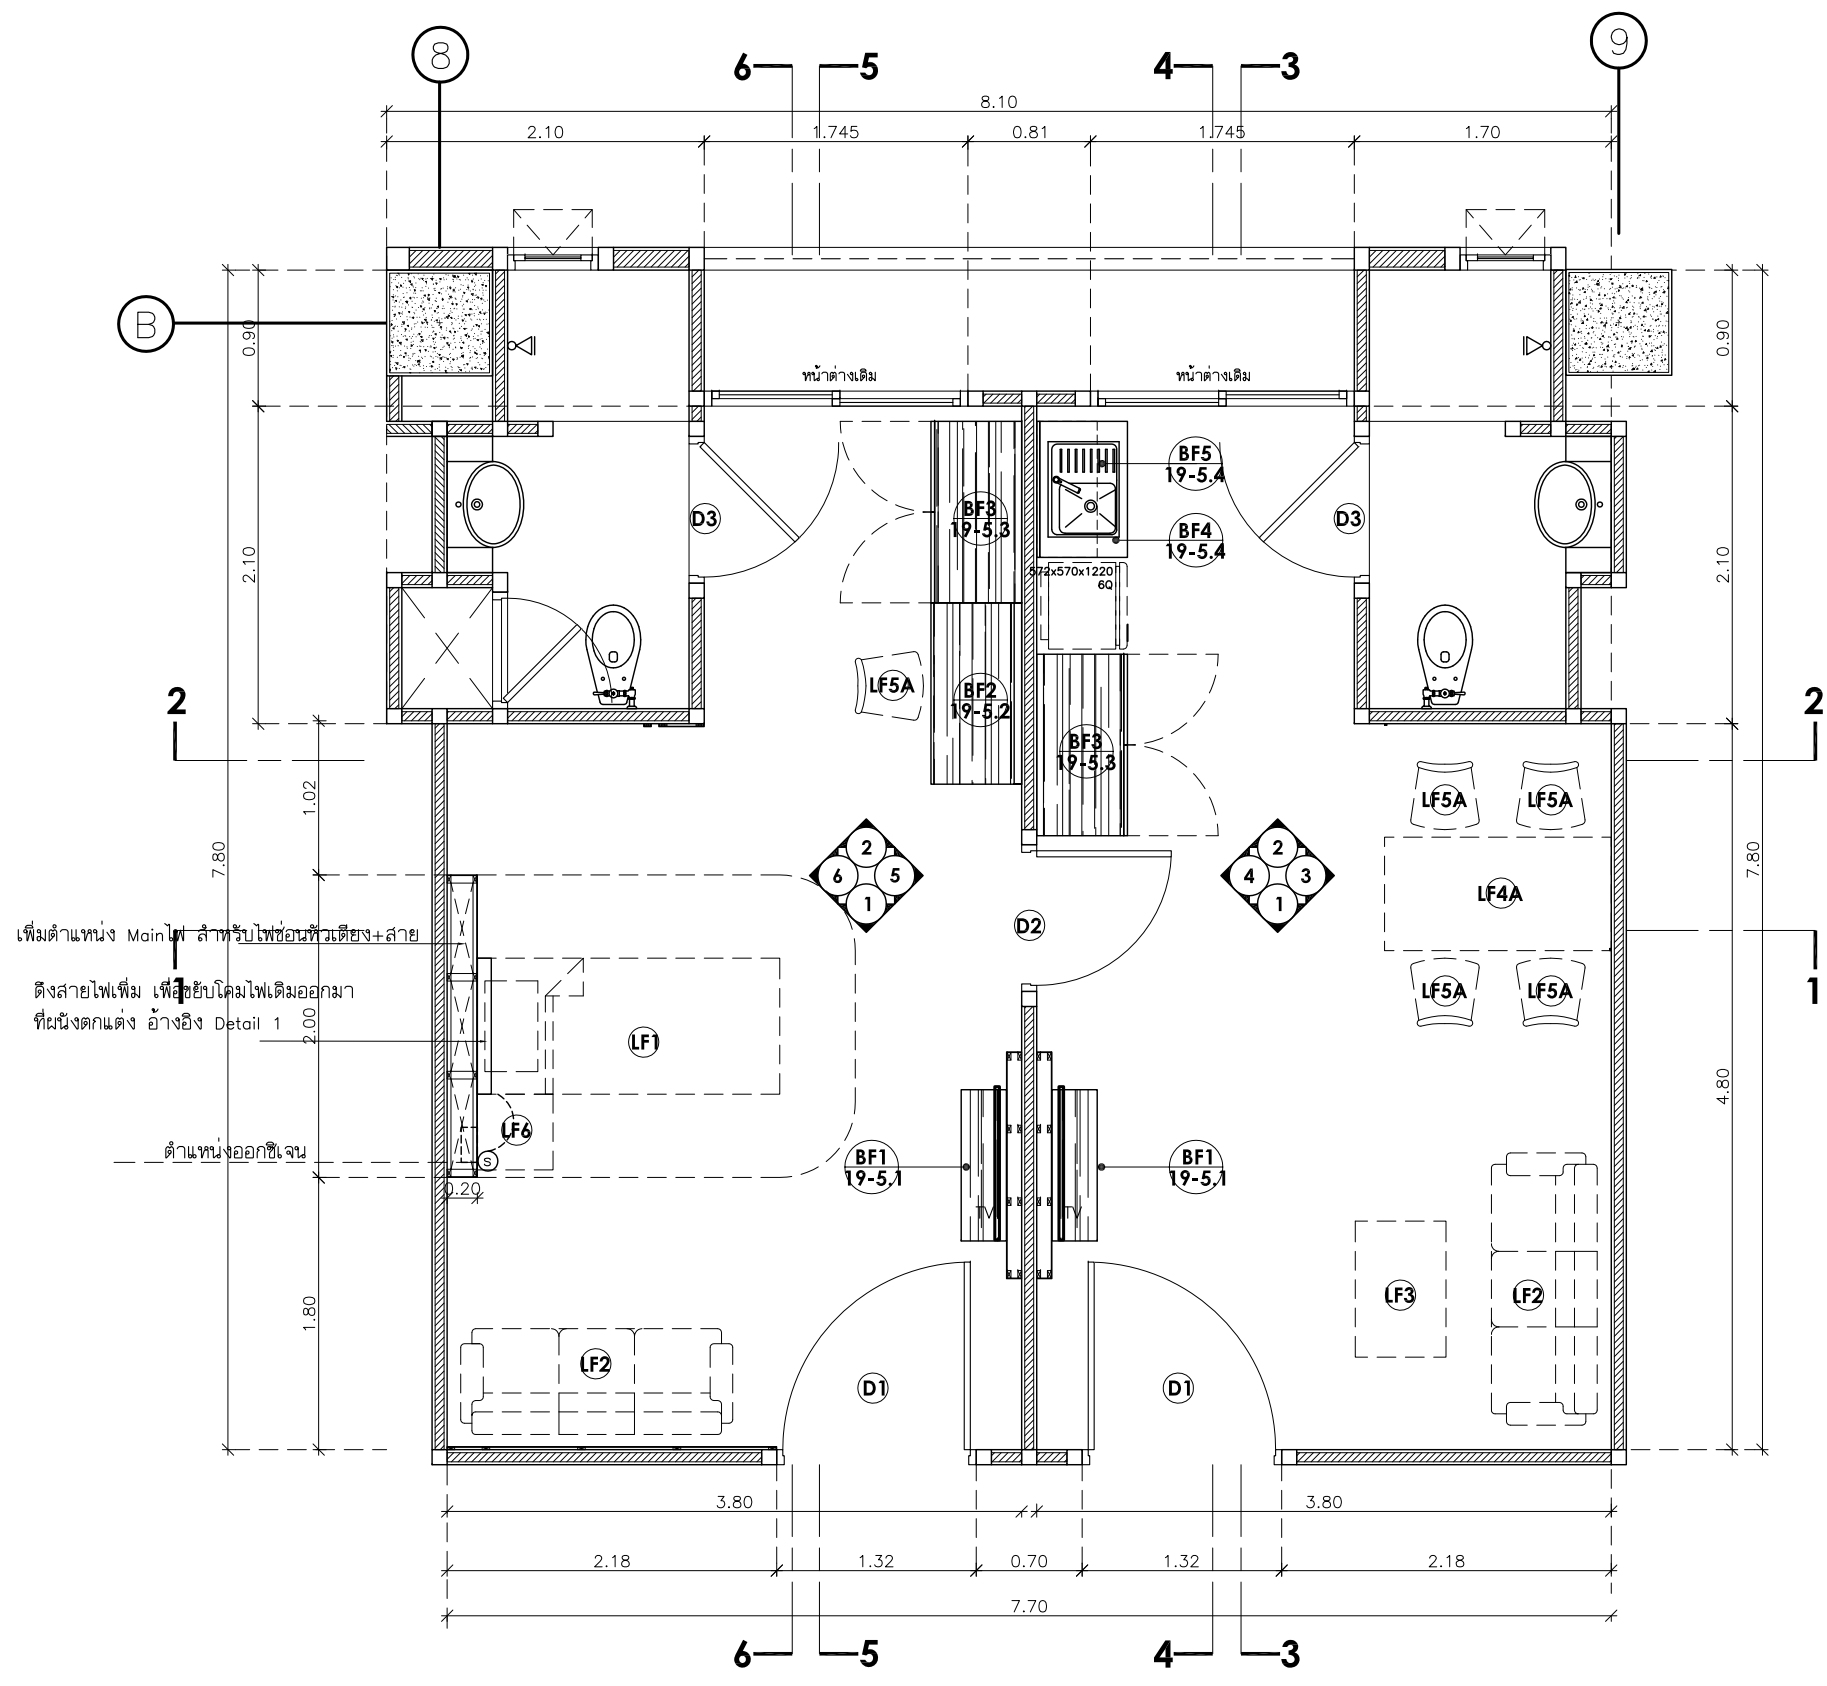 8
9
6
5
4
3
8.10
2.10
1.745
0.81
1.745
1.70
B
0.90
0.90
หน้าต่างเดิม
หน้าต่างเดิม
BF5
19-5.4
D3
BF3
19-5.3
BF4
19-5.4
D3
2.10
2.10
572x570x1220
6Q
LF5A
BF2
19-5.2
2
2
BF3
19-5.3
1.02
LF5A
LF5A
7.80
7.80
2
6
5
1
2
4
3
1
LF4A
D2
เพิ่มตำแหน่ง Mainไฟ สำหรับไฟซ่อนหัวเตียง+สาย
1
1
ดึงสายไฟเพิ่ม เพื่อขยับโคมไฟเดิมออกมา
ที่ผนังตกแต่ง อ้างอิง Detail 1
2.00
LF5A
LF5A
LF1
4.80
LF6
ตำแหน่งออกซิเจน
S
0.20
BF1
19-5.1
BF1
19-5.1
TV
TV
1.80
LF3
LF2
LF2
D1
D1
3.80
3.80
2.18
1.32
0.70
1.32
2.18
7.70
6
5
4
3